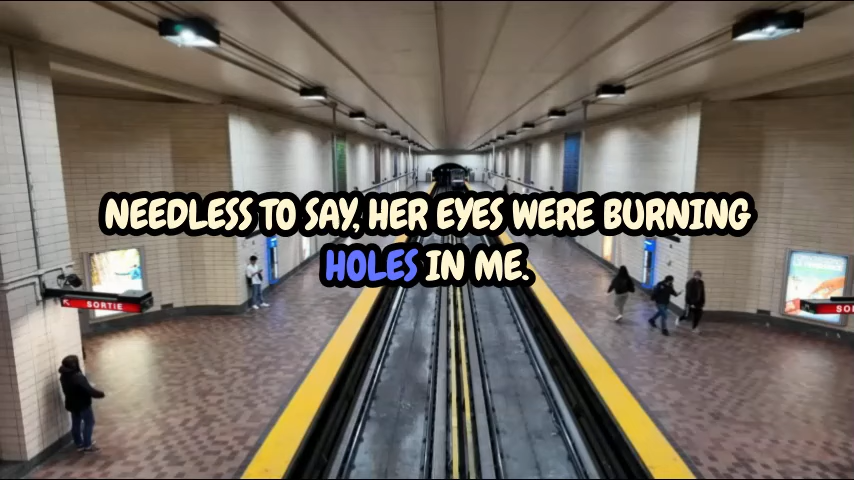 NEEDLESS TO SAY, HER EYES WERE BURNING
HOLES IN ME.
SORTIE